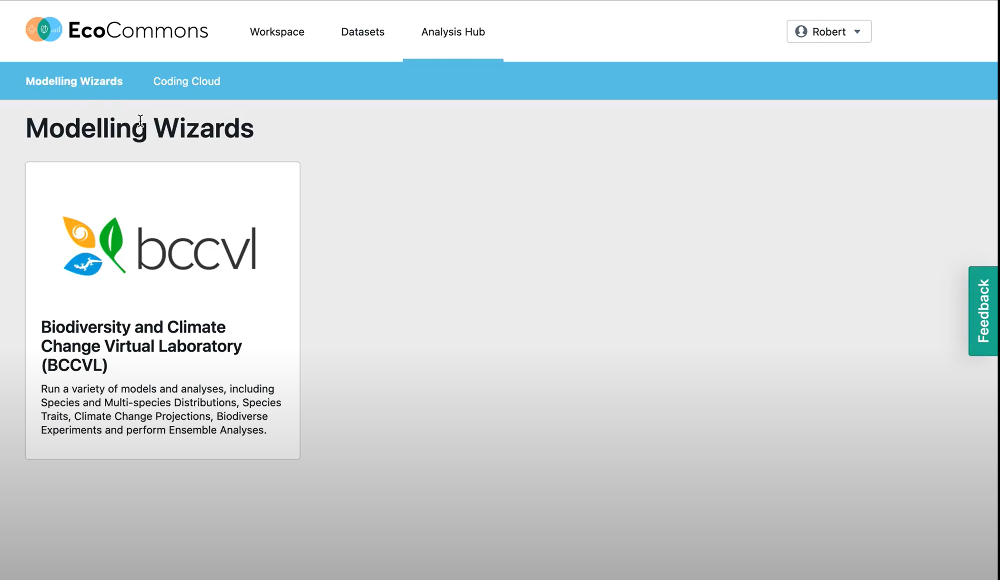 EcoCommons
Workspace
Datasets
Analysis Hub
Robert
Modelling Wizards
Coding Cloud
Modelling Wizards
bccvl
Biodiversity and Climate
Change Virtual Laboratory
(BCCVL)
Run a variety of models and analyses, including
Species and Multi-species Distributions, Species
Traits, Climate Change Projections, Biodiverse
Experiments and perform Ensemble Analyses.
Feedback